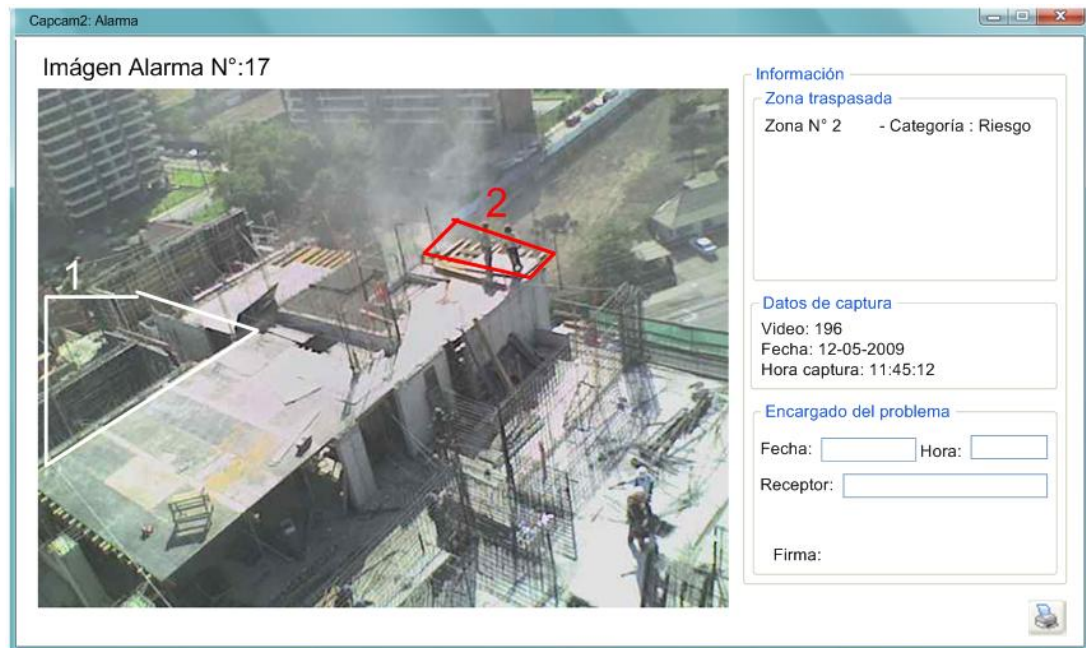 Capcam2: Alarma
Imágen Alarma N°:17
1
2
Información
Zona traspasada
Zona N° 2 - Categoría : Riesgo
Datos de captura
Video: 196
Fecha: 12-05-2009
Hora captura: 11:45:12
Encargado del problema
Fecha: Hora:
Receptor:
Firma: